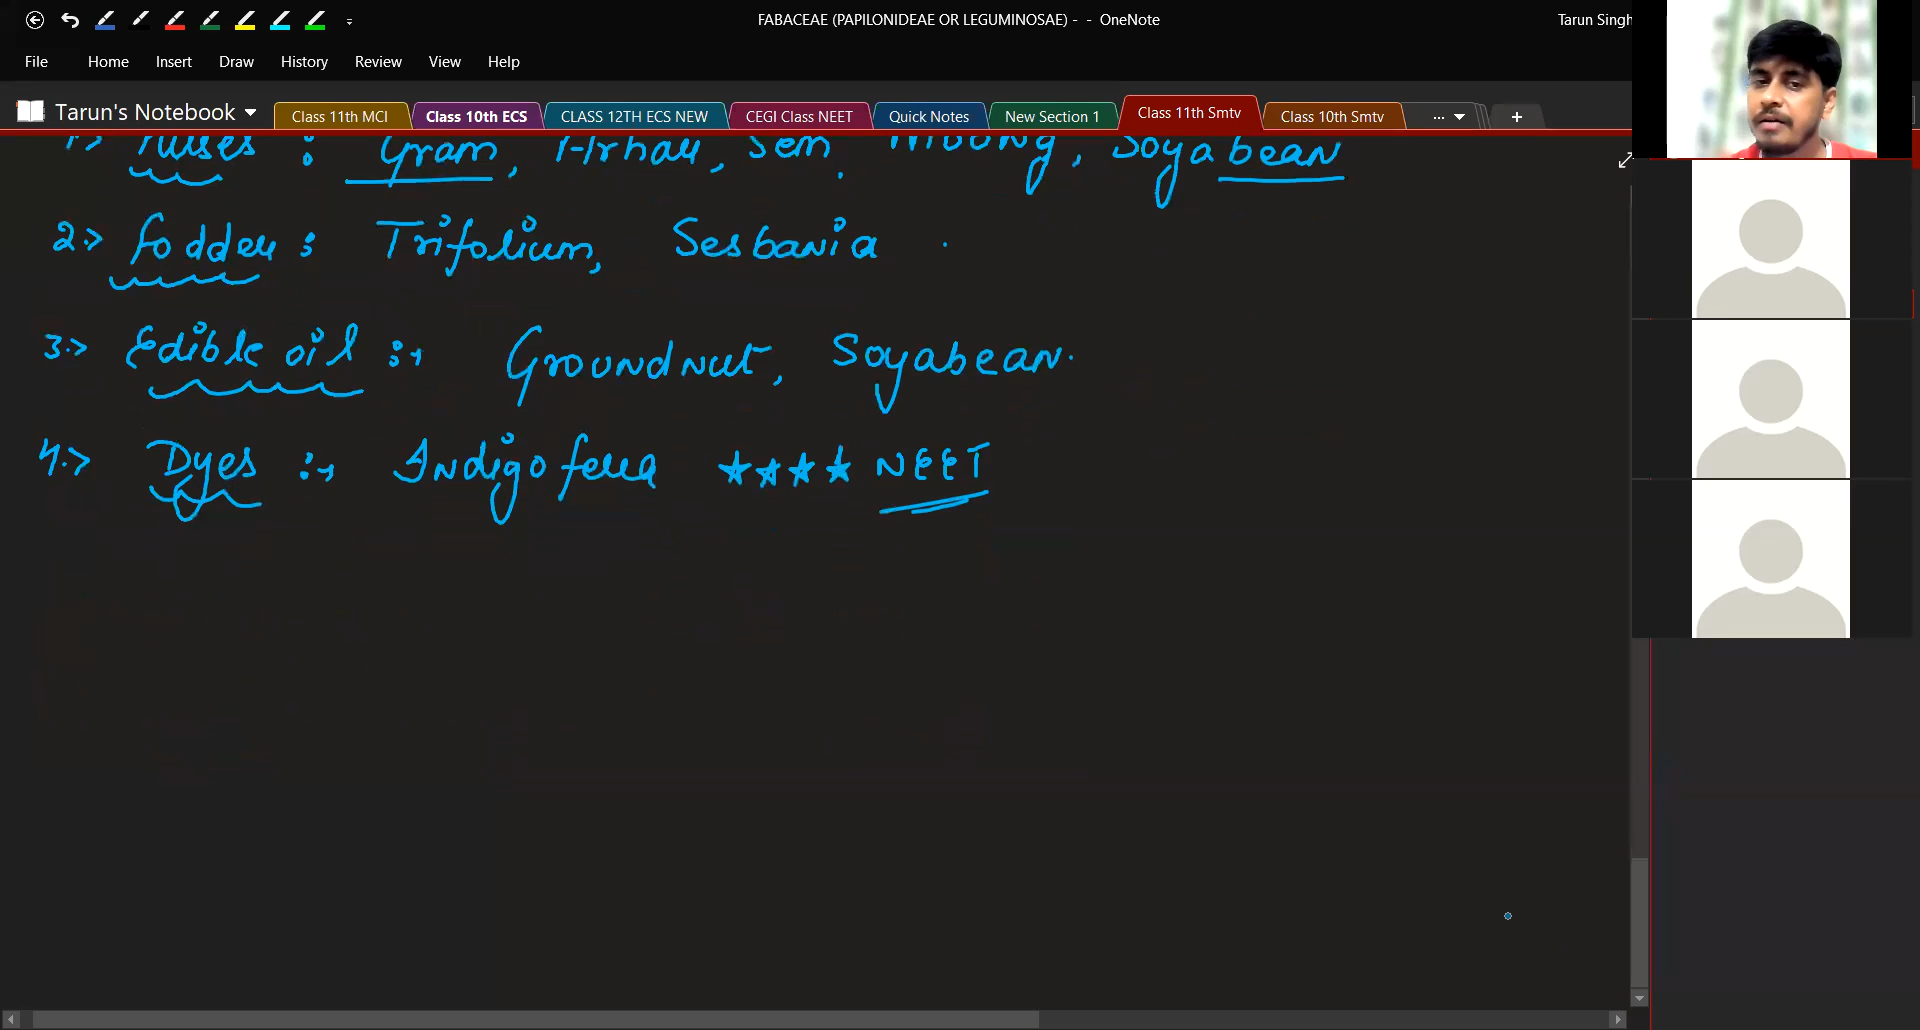 FABACEAE (PAPILONIDEAE OR LEGUMINOSAE) - - OneNote
Tarun Singh
File Home Insert Draw History Review View Help
Tarun's Notebook
Class 11th MCI
Class 10th ECS
CLASS 12TH ECS NEW
CEGI Class NEET
Quick Notes
New Section 1
Class 11th Smtv
Class 10th Smtv
... +
1.> Pulses : Gram, Arhar, Sem, Moong, Soyabean
2.> fodder : Trifolium, Sesbania .
3.> Edible oil :→ Groundnut, Soyabean.
4.> Dyes :→ Indigofera ★★★★ NEET